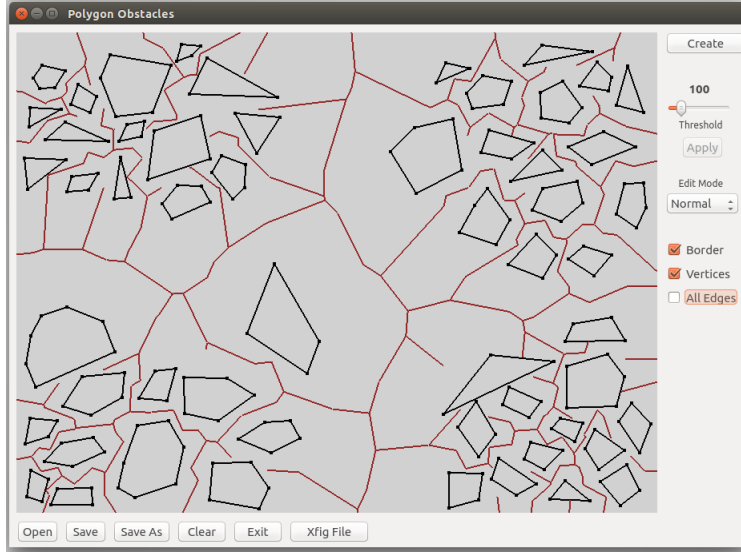 Polygon Obstacles
Create
100
Threshold
Apply
Edit Mode
Normal
Border
Vertices
All Edges
Open Save Save As Clear Exit Xfig File